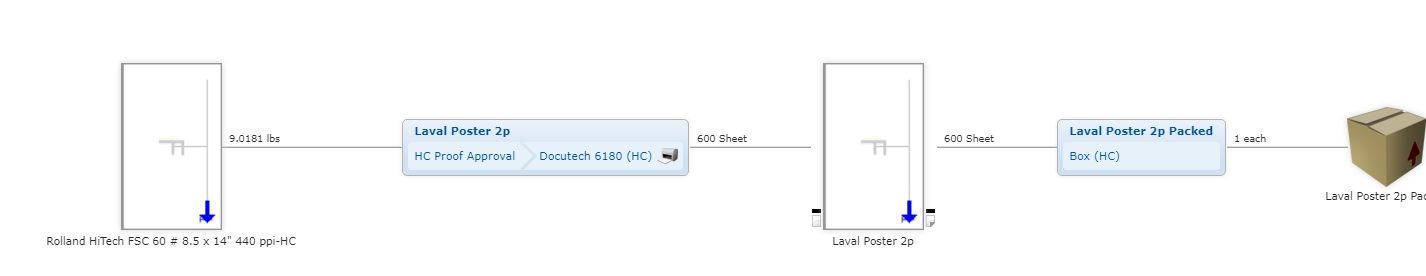 9.0181 lbs
Laval Poster 2p
HC Proof Approval
Docutech 6180 (HC)
600 Sheet
600 Sheet
Laval Poster 2p Packed
Box (HC)
1 each
Rolland HiTech FSC 60 # 8.5 x 14" 440 ppi-HC
Laval Poster 2p
Laval Poster 2p Pac